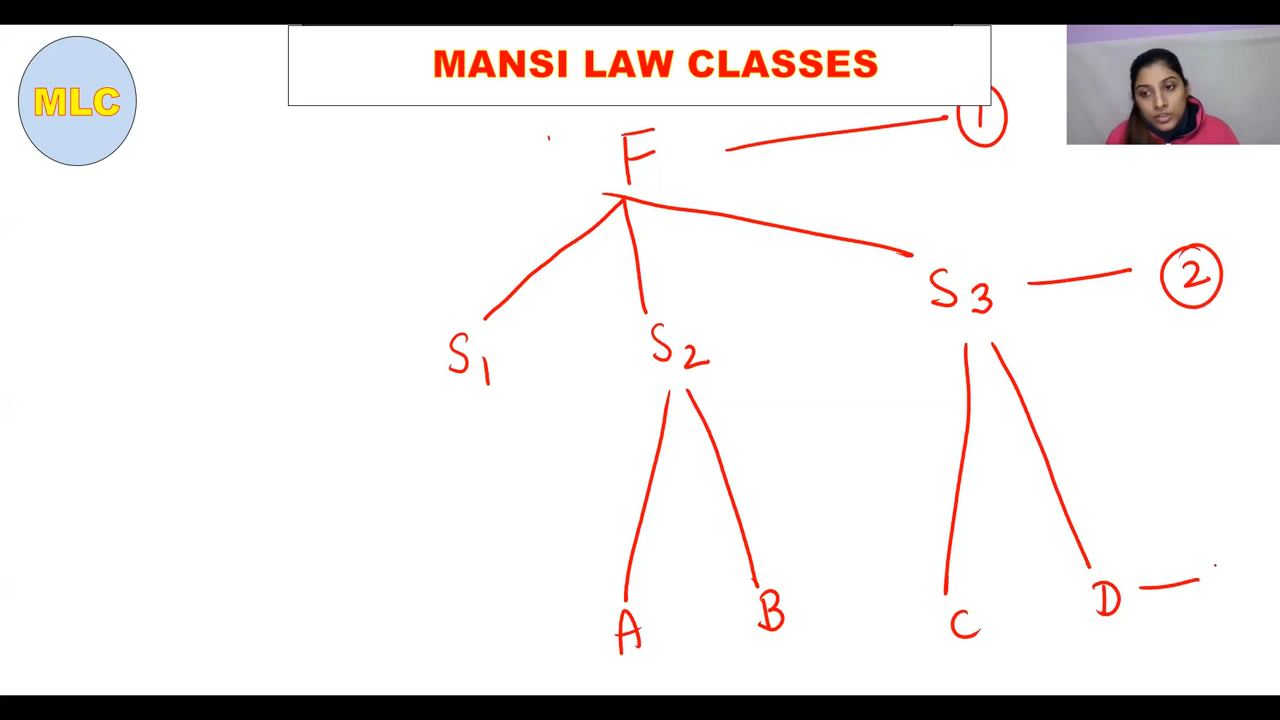 MANSI LAW CLASSES
MLC
F 1
S3 2
S1 S2
A B C D